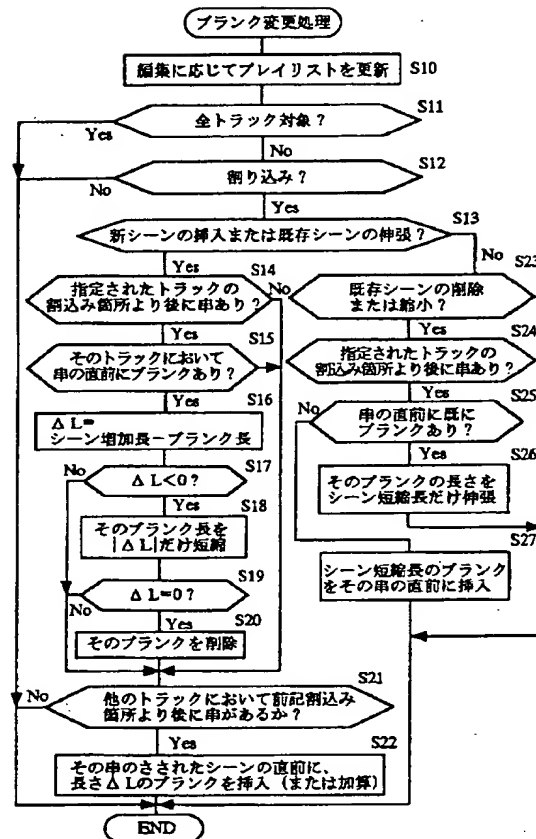 ブランク変更処理
編集に応じてプレイリストを更新
S10
全トラック対象？
S11
Yes
No
割り込み？
S12
No
Yes
新シーンの挿入または既存シーンの伸張？
S13
Yes
No
指定されたトラックの
割込み箇所より後に串あり？
S14
No
Yes
そのトラックにおいて
串の直前にブランクあり？
S15
Yes
ΔL=
シーン増加長－ブランク長
S16
ΔL<0？
S17
No
Yes
そのブランク長を
|ΔL|だけ短縮
S18
ΔL=0？
S19
No
Yes
そのブランクを削除
S20
既存シーンの削除
または縮小？
S23
Yes
指定されたトラックの
割込み箇所より後に串あり？
S24
Yes
串の直前に既に
ブランクあり？
S25
No
Yes
そのブランクの長さを
シーン短縮長だけ伸張
S26
シーン短縮長のブランク
をその串の直前に挿入
S27
他のトラックにおいて前記割込み
箇所より後に串があるか？
S21
No
Yes
その串のさされたシーンの直前に、
長さΔLのブランクを挿入（または加算）
S22
END